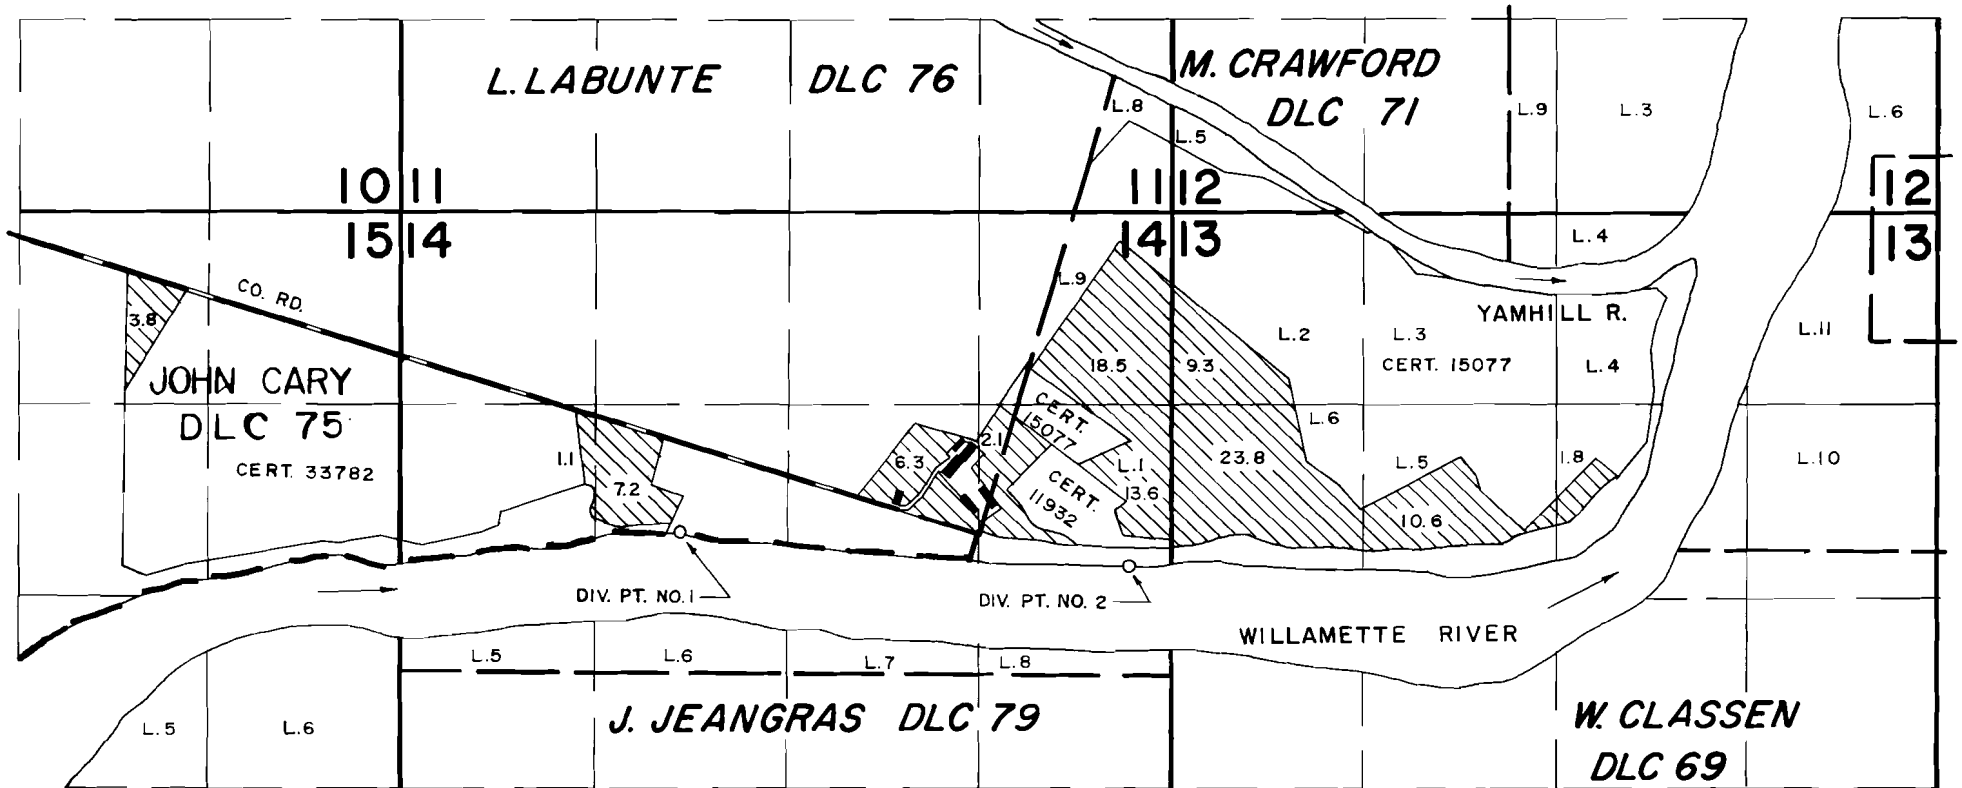 L. LABUNTE DLC 76
M. CRAWFORD
DLC 71
L.8
L.5
L.9
L.3
L.6
10 11
15 14
11 12
14 13
12
13
L.4
CO. RD.
3.8
JOHN CARY
DLC 75
CERT. 33782
1.1
7.2
6.3
2.1
L.9
18.5
9.3
L.2
L.3
CERT. 15077
L.4
YAMHILL R.
L.11
CERT.
15077
L.6
L.1
13.6
CERT.
11932
23.8
L.5
10.6
1.8
L.10
DIV. PT. NO. 1
DIV. PT. NO. 2
WILLAMETTE RIVER
L.5
L.6
L.7
L.8
L.5
L.6
J. JEANGRAS DLC 79
W. CLASSEN
DLC 69